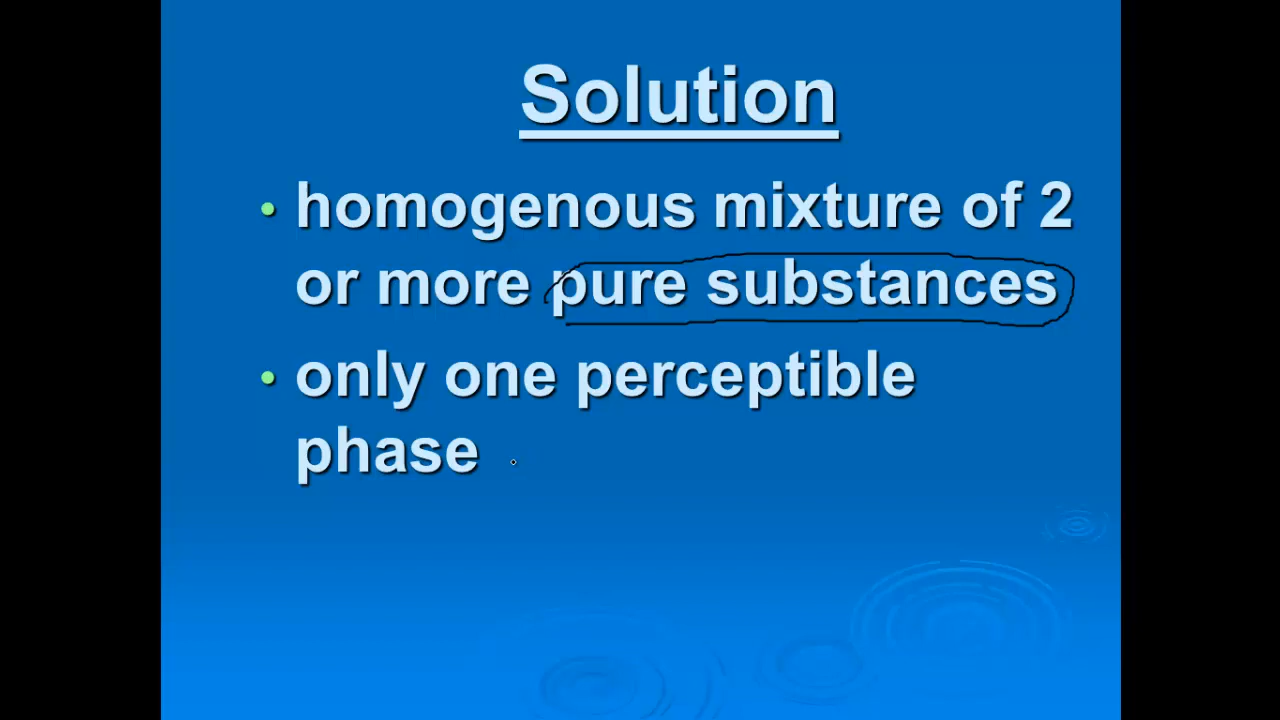 Solution
• homogenous mixture of 2
or more pure substances
• only one perceptible
phase